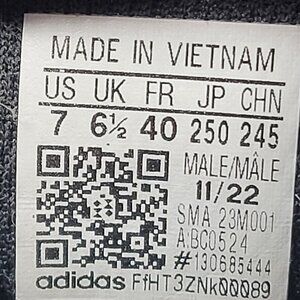 MADE IN VIETNAM
US UK FR JP CHN
7 6½ 40 250 245
MALE/MÂLE
11/22
SMA 23M001
ABC0524
#130685444
adidas FfHT3ZNk00089